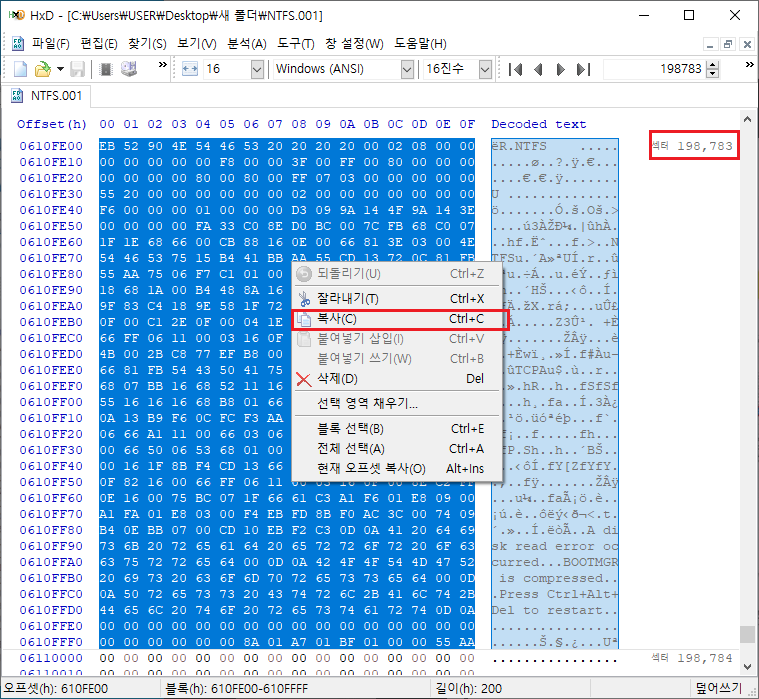 HxD - [C:₩Users₩USER₩Desktop₩새 폴더₩NTFS.001]
파일(F) 편집(E) 찾기(S) 보기(V) 분석(A) 도구(T) 창 설정(W) 도움말(H)
16 Windows (ANSI) 16진수 198783
NTFS.001
Offset(h) 00 01 02 03 04 05 06 07 08 09 0A 0B 0C 0D 0E 0F Decoded text
0610FE00 EB 52 90 4E 54 46 53 20 20 20 20 00 02 08 00 00 ëR.NTFS    ..... 섹터 198,783
0610FE10 00 00 00 00 00 F8 00 00 3F 00 FF 00 80 00 00 00 .....ø..?.ÿ.€...
0610FE20 00 00 00 00 80 00 80 00 FF 07 03 00 00 00 00 00 ....€.€.ÿ.......
0610FE30 55 20 00 00 00 00 00 00 02 00 00 00 00 00 00 00 U ..............
0610FE40 F6 00 00 00 01 00 00 00 D3 09 9A 14 4F 9A 14 3E ö.......Ó.š.Oš.>
0610FE50 00 00 00 00 FA 33 C0 8E D0 BC 00 7C FB 68 C0 07 ....ú3ÀŽÐ¼.|ûhÀ.
0610FE60 1F 1E 68 66 00 CB 88 16 0E 00 66 81 3E 03 00 4E ..hf.Ëˆ...f.>..N
0610FE70 54 46 53 75 15 B4 41 BB AA 55 CD 13 72 0C 81 FB TFSu.´A»ªUÍ.r..û
0610FE80 55 AA 75 06 F7 C1 01 00
되돌리기(U) Ctrl+Z
0610FE90 18 68 1A 00 B4 48 8A 16
잘라내기(T) Ctrl+X
0610FEA0 9F 83 C4 18 9E 58 1F 72
복사(C) Ctrl+C
0610FEB0 0F 00 C1 2E 0F 00 04 1E
붙여넣기 삽입(I) Ctrl+V
0610FEC0 66 FF 06 11 00 03 16 0F
붙여넣기 쓰기(W) Ctrl+B
0610FED0 4B 00 2B C8 77 EF B8 00
삭제(D) Del
0610FEE0 66 81 FB 54 43 50 41 75
0610FEF0 68 07 BB 16 68 52 11 16
선택 영역 채우기...
0610FF00 55 16 16 16 68 B8 01 66
0610FF10 0A 13 B9 F6 0C FC F3 AA
블록 선택(B) Ctrl+E
0610FF20 06 66 A1 11 00 66 03 06
전체 선택(A) Ctrl+A
0610FF30 00 66 50 06 53 68 01 00
현재 오프셋 복사(O) Alt+Ins
0610FF40 00 16 1F 8B F4 CD 13 66
0610FF50 0F 82 16 00 66 FF 06 11
0610FF60 0E 16 00 75 BC 07 1F 66 61 C3 A1 F6 01 E8 09 00 ...u¼..faÃ¡ö.è..
0610FF70 A1 FA 01 E8 03 00 F4 EB FD 8B F0 AC 3C 00 74 09 ¡ú.è..ôëý‹ð¬<.t.
0610FF80 B4 0E BB 07 00 CD 10 EB F2 C3 0D 0A 41 20 64 69 ´.»..Í.ëòÃ..A di
0610FF90 73 6B 20 72 65 61 64 20 65 72 72 6F 72 20 6F 63 sk read error oc
0610FFA0 63 75 72 72 65 64 00 0D 0A 42 4F 4F 54 4D 47 52 curred...BOOTMGR
0610FFB0 20 69 73 20 63 6F 6D 70 72 65 73 73 65 64 00 0D  is compressed..
0610FFC0 0A 50 72 65 73 73 20 43 74 72 6C 2B 41 6C 74 2B .Press Ctrl+Alt+
0610FFD0 44 65 6C 20 74 6F 20 72 65 73 74 61 72 74 0D 0A Del to restart..
0610FFE0 00 00 00 00 00 00 00 00 00 00 00 00 00 00 00 00 ................
0610FFF0 00 00 00 00 00 00 8A 01 A7 01 BF 01 00 00 55 AA ......Š.§.¿...Uª
06110000 00 00 00 00 00 00 00 00 00 00 00 00 00 00 00 00 ................ 섹터 198,784
오프셋(h): 610FE00 블록(h): 610FE00-610FFFF 길이(h): 200 덮어쓰기